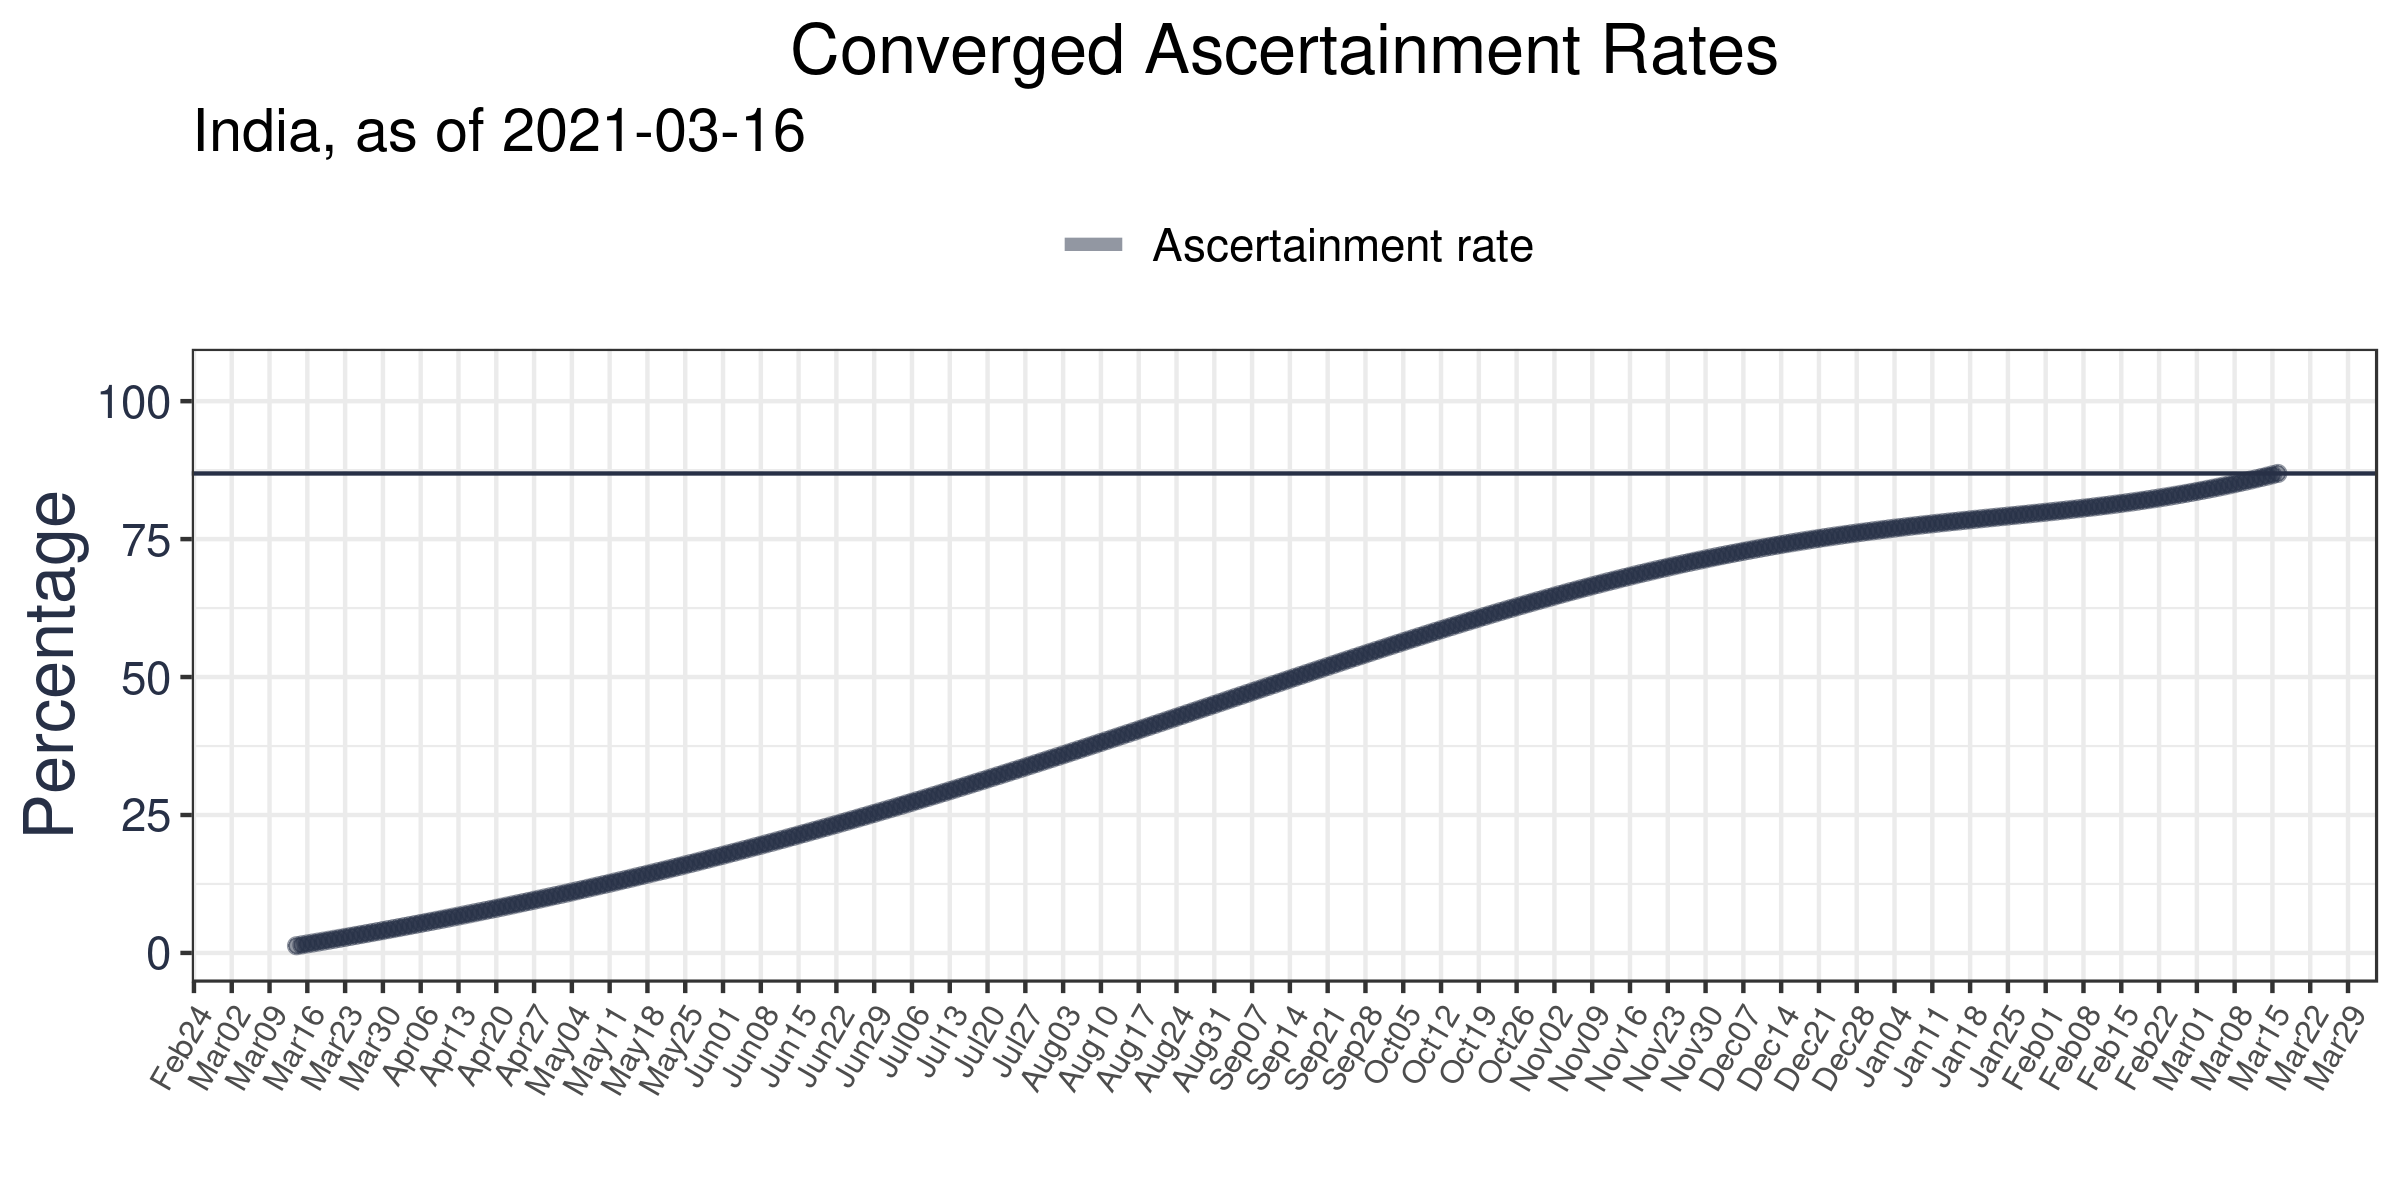 Converged Ascertainment Rates
India, as of 2021-03-16
Ascertainment rate
Percentage
100
75
50
25
0
Feb24
Mar02
Mar09
Mar16
Mar23
Mar30
Apr06
Apr13
Apr20
Apr27
May04
May11
May18
May25
Jun01
Jun08
Jun15
Jun22
Jun29
Jul06
Jul13
Jul20
Jul27
Aug03
Aug10
Aug17
Aug24
Aug31
Sep07
Sep14
Sep21
Sep28
Oct05
Oct12
Oct19
Oct26
Nov02
Nov09
Nov16
Nov23
Nov30
Dec07
Dec14
Dec21
Dec28
Jan04
Jan11
Jan18
Jan25
Feb01
Feb08
Feb15
Feb22
Mar01
Mar08
Mar15
Mar22
Mar29